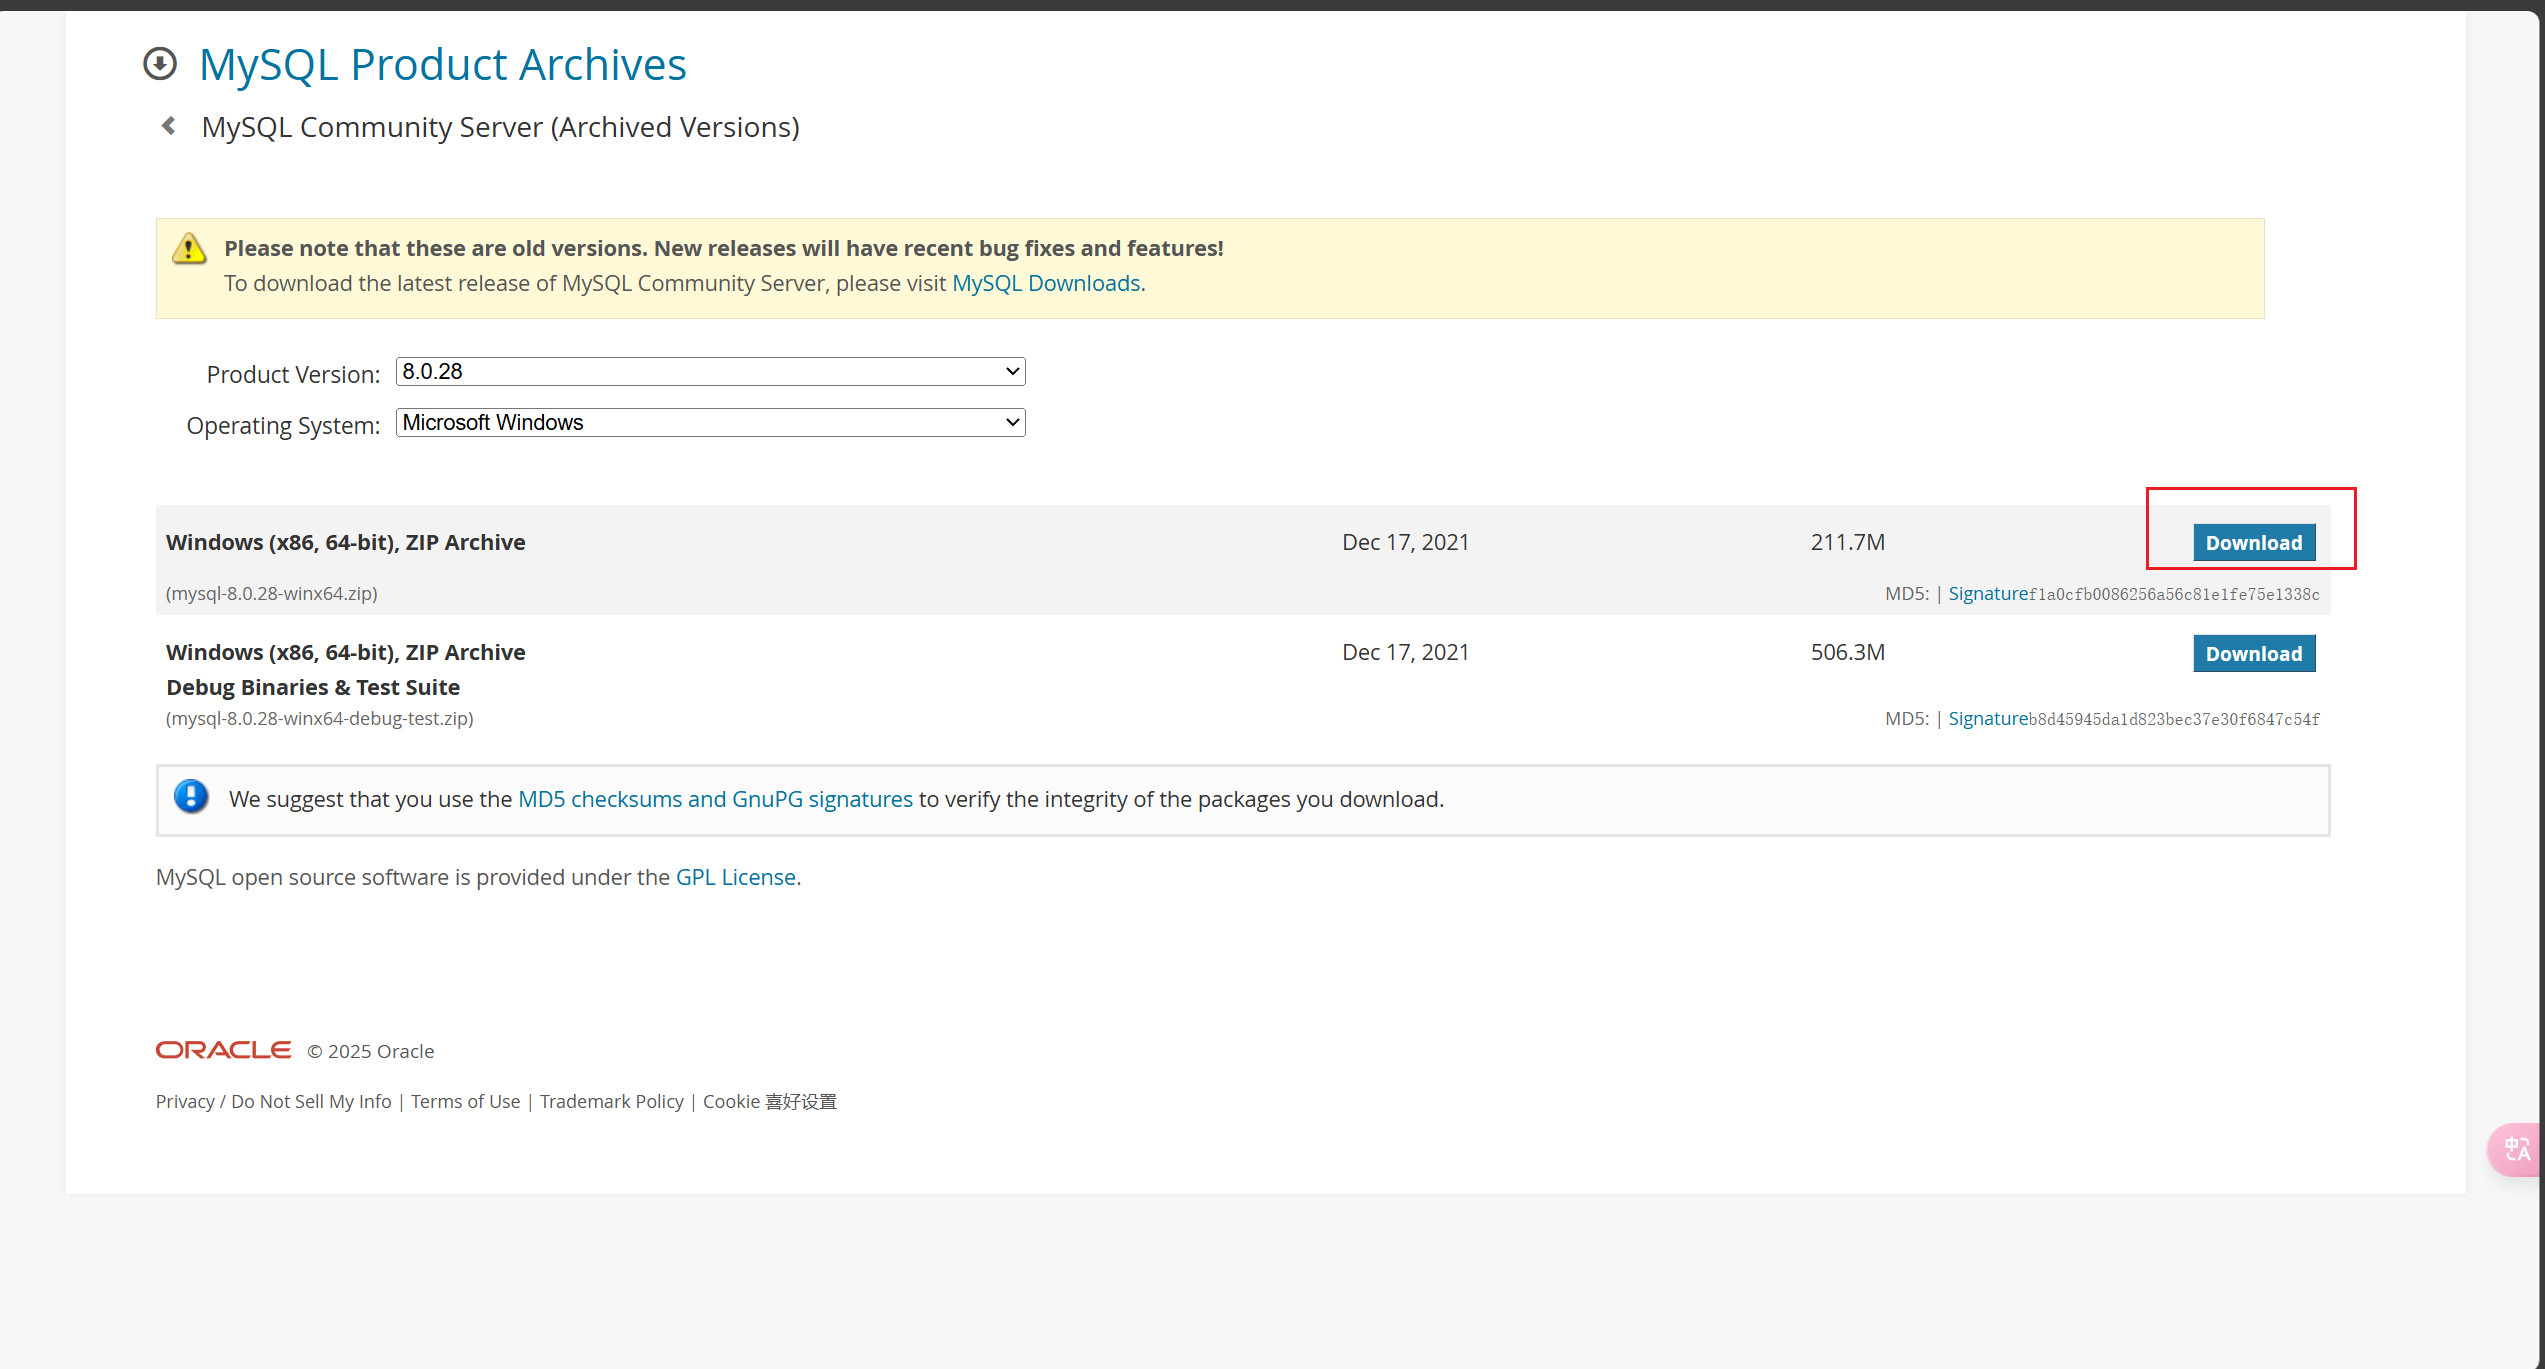 MySQL Product Archives
MySQL Community Server (Archived Versions)
Please note that these are old versions. New releases will have recent bug fixes and features!
To download the latest release of MySQL Community Server, please visit MySQL Downloads.
Product Version: 8.0.28
Operating System: Microsoft Windows
Windows (x86, 64-bit), ZIP Archive Dec 17, 2021 211.7M Download
(mysql-8.0.28-winx64.zip) MD5: | Signaturef1a0cfb0086256a56c81e1fe75e1338c
Windows (x86, 64-bit), ZIP Archive Dec 17, 2021 506.3M Download
Debug Binaries & Test Suite
(mysql-8.0.28-winx64-debug-test.zip) MD5: | Signatureb8d45945da1d823bec37e30f6847c54f
We suggest that you use the MD5 checksums and GnuPG signatures to verify the integrity of the packages you download.
MySQL open source software is provided under the GPL License.
ORACLE © 2025 Oracle
Privacy / Do Not Sell My Info | Terms of Use | Trademark Policy | Cookie 喜好设置